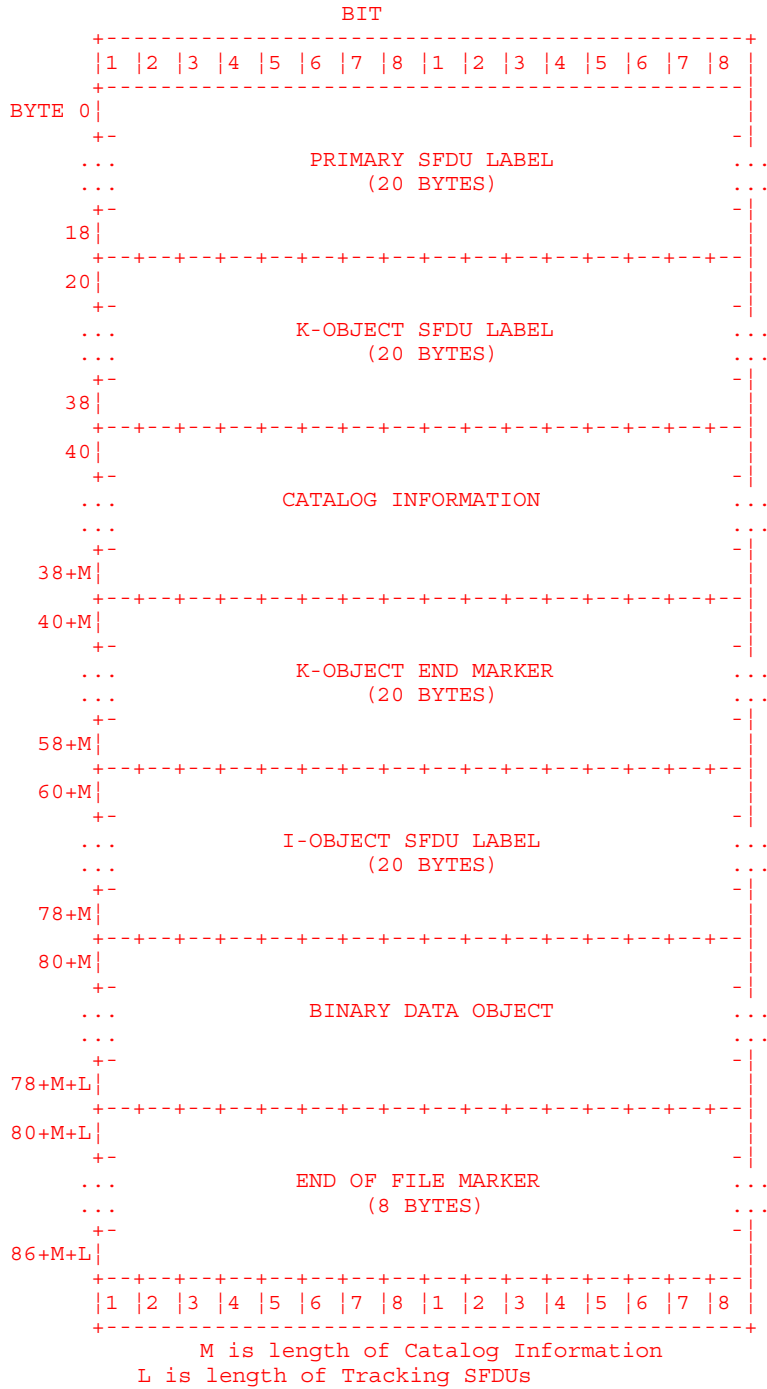 BIT
+-----------------------------------------------+
|1 |2 |3 |4 |5 |6 |7 |8 |1 |2 |3 |4 |5 |6 |7 |8 |
+-----------------------------------------------|
BYTE 0| |
+- -|
... PRIMARY SFDU LABEL ...
... (20 BYTES) ...
+- -|
18| |
+--+--+--+--+--+--+--+--+--+--+--+--+--+--+--+--|
20| |
+- -|
... K-OBJECT SFDU LABEL ...
... (20 BYTES) ...
+- -|
38| |
+--+--+--+--+--+--+--+--+--+--+--+--+--+--+--+--|
40| |
+- -|
... CATALOG INFORMATION ...
... ...
+- -|
38+M| |
+--+--+--+--+--+--+--+--+--+--+--+--+--+--+--+--|
40+M| |
+- -|
... K-OBJECT END MARKER ...
... (20 BYTES) ...
+- -|
58+M| |
+--+--+--+--+--+--+--+--+--+--+--+--+--+--+--+--|
60+M| |
+- -|
... I-OBJECT SFDU LABEL ...
... (20 BYTES) ...
+- -|
78+M| |
+--+--+--+--+--+--+--+--+--+--+--+--+--+--+--+--|
80+M| |
+- -|
... BINARY DATA OBJECT ...
... ...
+- -|
78+M+L| |
+--+--+--+--+--+--+--+--+--+--+--+--+--+--+--+--|
80+M+L| |
+- -|
... END OF FILE MARKER ...
... (8 BYTES) ...
+- -|
86+M+L| |
+--+--+--+--+--+--+--+--+--+--+--+--+--+--+--+--|
|1 |2 |3 |4 |5 |6 |7 |8 |1 |2 |3 |4 |5 |6 |7 |8 |
+-----------------------------------------------+
M is length of Catalog Information
L is length of Tracking SFDUs